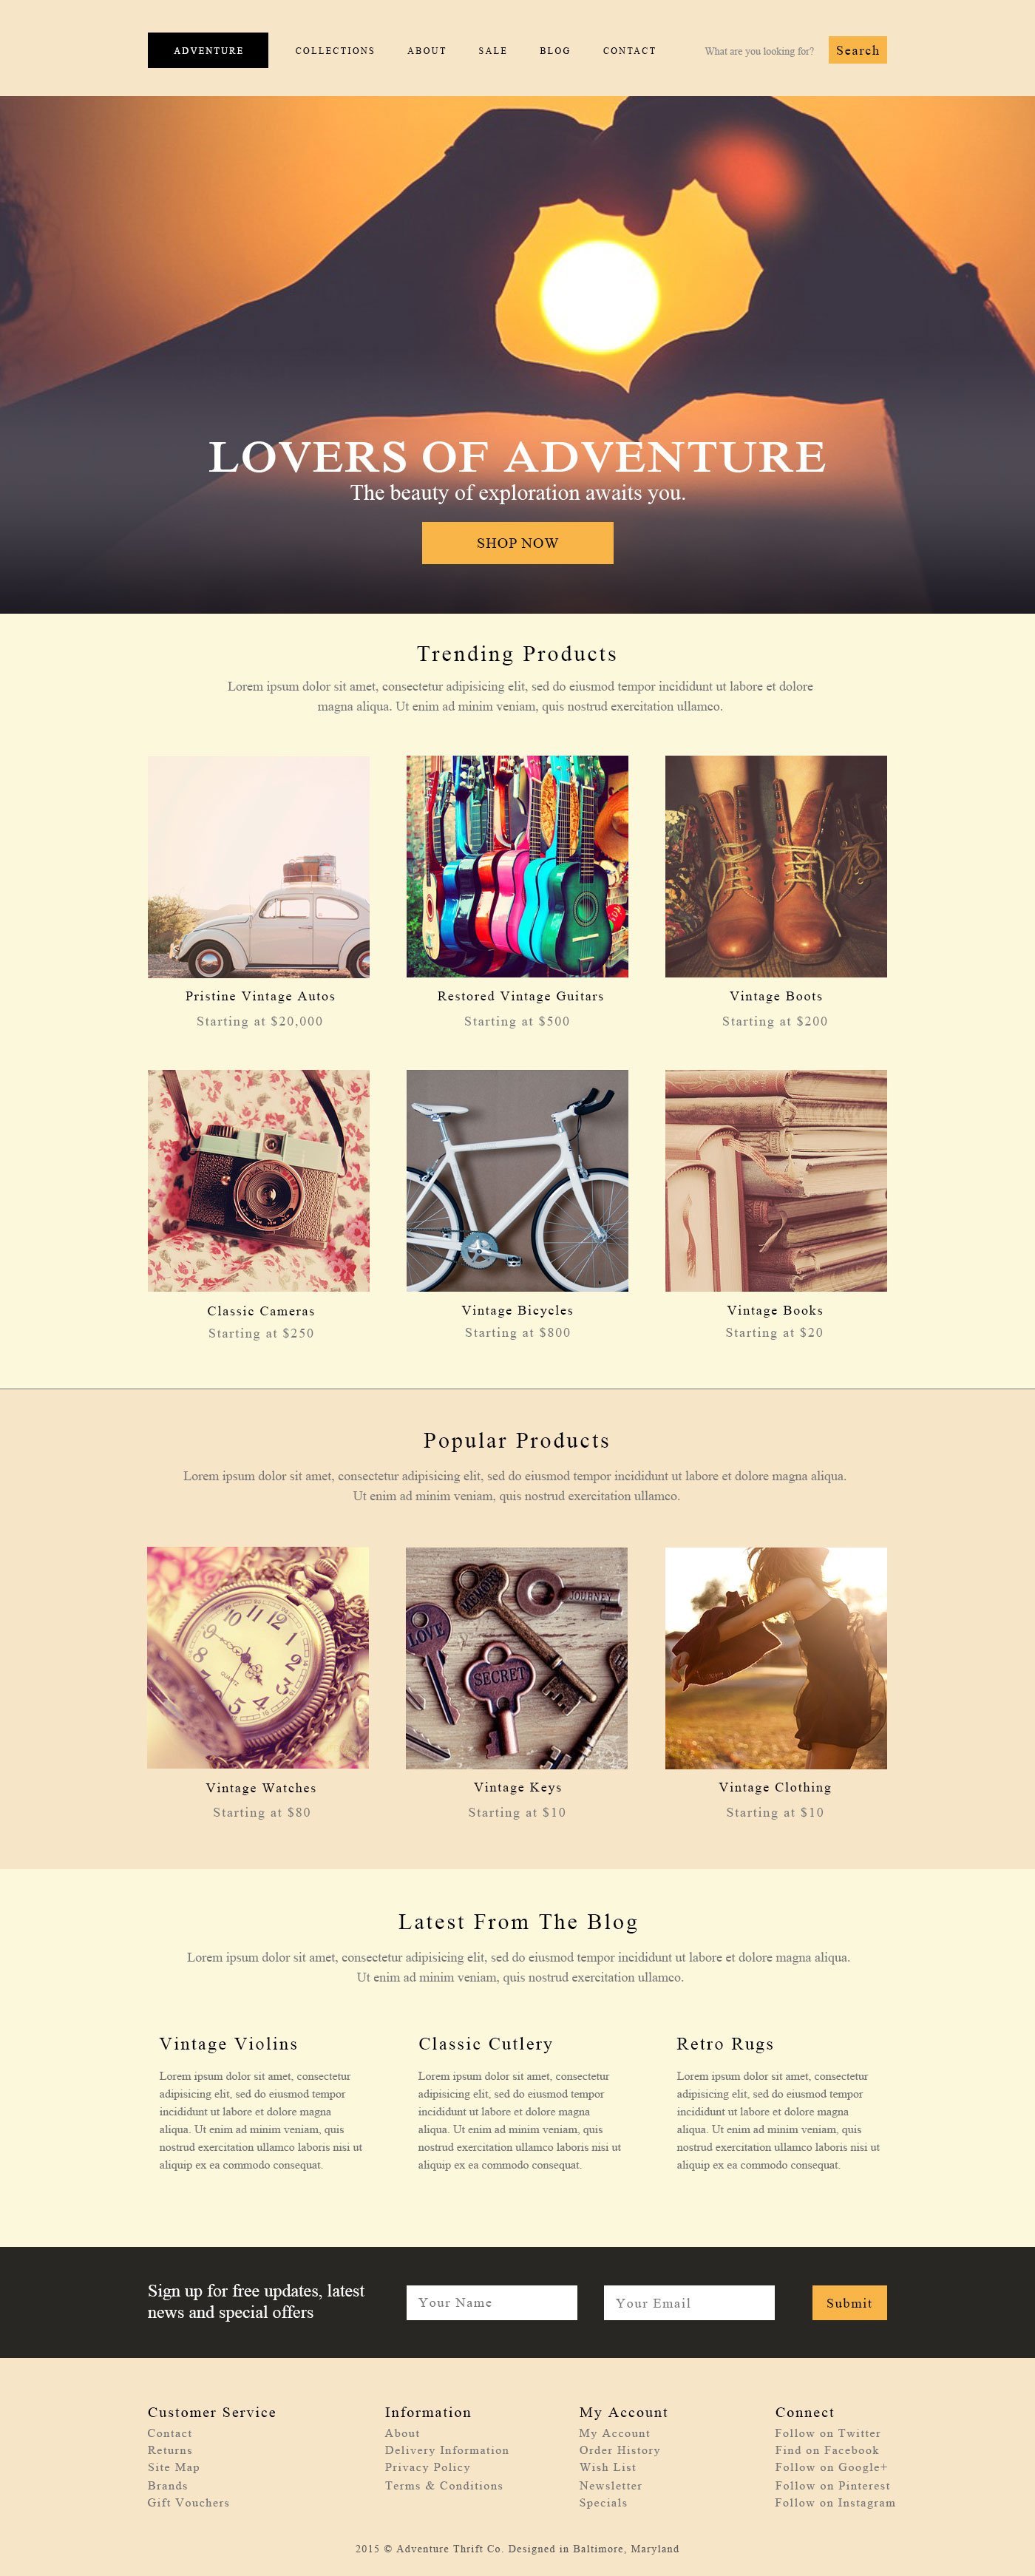 ADVENTURE COLLECTIONS ABOUT SALE BLOG CONTACT What are you looking for? Search
LOVERS OF ADVENTURE
The beauty of exploration awaits you.
SHOP NOW
Trending Products
Lorem ipsum dolor sit amet, consectetur adipisicing elit, sed do eiusmod tempor incididunt ut labore et dolore
magna aliqua. Ut enim ad minim veniam, quis nostrud exercitation ullamco.
Pristine Vintage Autos
Starting at $20,000
Restored Vintage Guitars
Starting at $500
Vintage Boots
Starting at $200
Classic Cameras
Starting at $250
Vintage Bicycles
Starting at $800
Vintage Books
Starting at $20
Popular Products
Lorem ipsum dolor sit amet, consectetur adipisicing elit, sed do eiusmod tempor incididunt ut labore et dolore magna aliqua.
Ut enim ad minim veniam, quis nostrud exercitation ullamco.
10 11 12 1 2 3 4 5 7 8 9
QUARTZ
Vintage Watches
Starting at $80
MEMORY
JOURNEY
LOVE
SECRET
Vintage Keys
Starting at $10
Vintage Clothing
Starting at $10
Latest From The Blog
Lorem ipsum dolor sit amet, consectetur adipisicing elit, sed do eiusmod tempor incididunt ut labore et dolore magna aliqua.
Ut enim ad minim veniam, quis nostrud exercitation ullamco.
Vintage Violins
Lorem ipsum dolor sit amet, consectetur
adipisicing elit, sed do eiusmod tempor
incididunt ut labore et dolore magna
aliqua. Ut enim ad minim veniam, quis
nostrud exercitation ullamco laboris nisi ut
aliquip ex ea commodo consequat.
Classic Cutlery
Lorem ipsum dolor sit amet, consectetur
adipisicing elit, sed do eiusmod tempor
incididunt ut labore et dolore magna
aliqua. Ut enim ad minim veniam, quis
nostrud exercitation ullamco laboris nisi ut
aliquip ex ea commodo consequat.
Retro Rugs
Lorem ipsum dolor sit amet, consectetur
adipisicing elit, sed do eiusmod tempor
incididunt ut labore et dolore magna
aliqua. Ut enim ad minim veniam, quis
nostrud exercitation ullamco laboris nisi ut
aliquip ex ea commodo consequat.
Sign up for free updates, latest
news and special offers
Your Name
Your Email
Submit
Customer Service
Contact
Returns
Site Map
Brands
Gift Vouchers
Information
About
Delivery Information
Privacy Policy
Terms & Conditions
My Account
My Account
Order History
Wish List
Newsletter
Specials
Connect
Follow on Twitter
Find on Facebook
Follow on Google+
Follow on Pinterest
Follow on Instagram
2015 © Adventure Thrift Co. Designed in Baltimore, Maryland